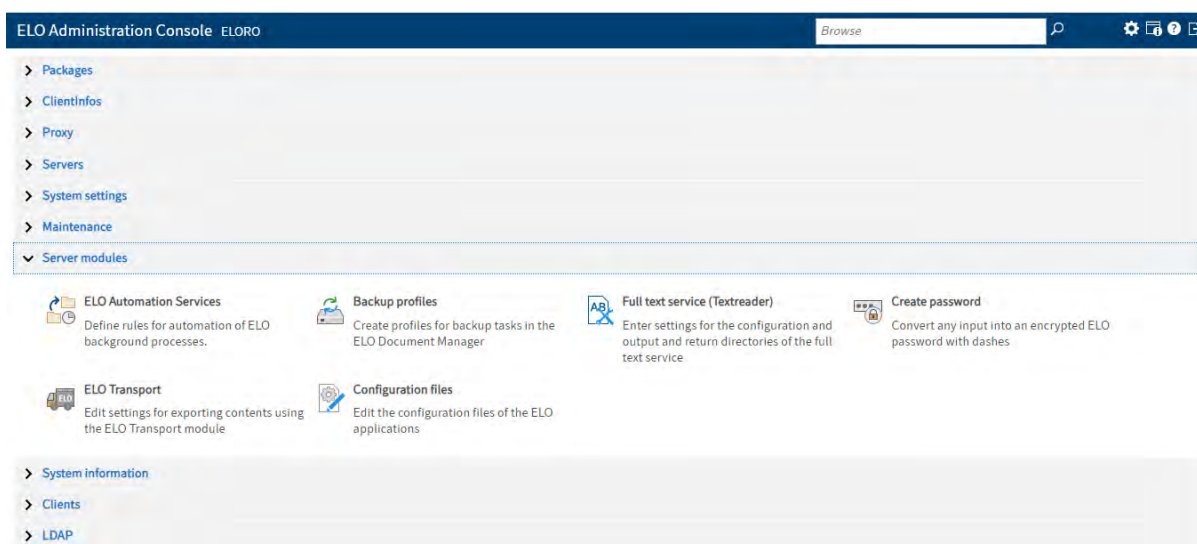 ELO Administration Console ELORO
Browse
Packages
ClientInfos
Proxy
Servers
System settings
Maintenance
Server modules
ELO Automation Services
Define rules for automation of ELO
background processes.
Backup profiles
Create profiles for backup tasks in the
ELO Document Manager
Full text service (Textreader)
Enter settings for the configuration and
output and return directories of the full
text service
Create password
Convert any input into an encrypted ELO
password with dashes
ELO Transport
Edit settings for exporting contents using
the ELO Transport module
Configuration files
Edit the configuration files of the ELO
applications
System information
Clients
LDAP